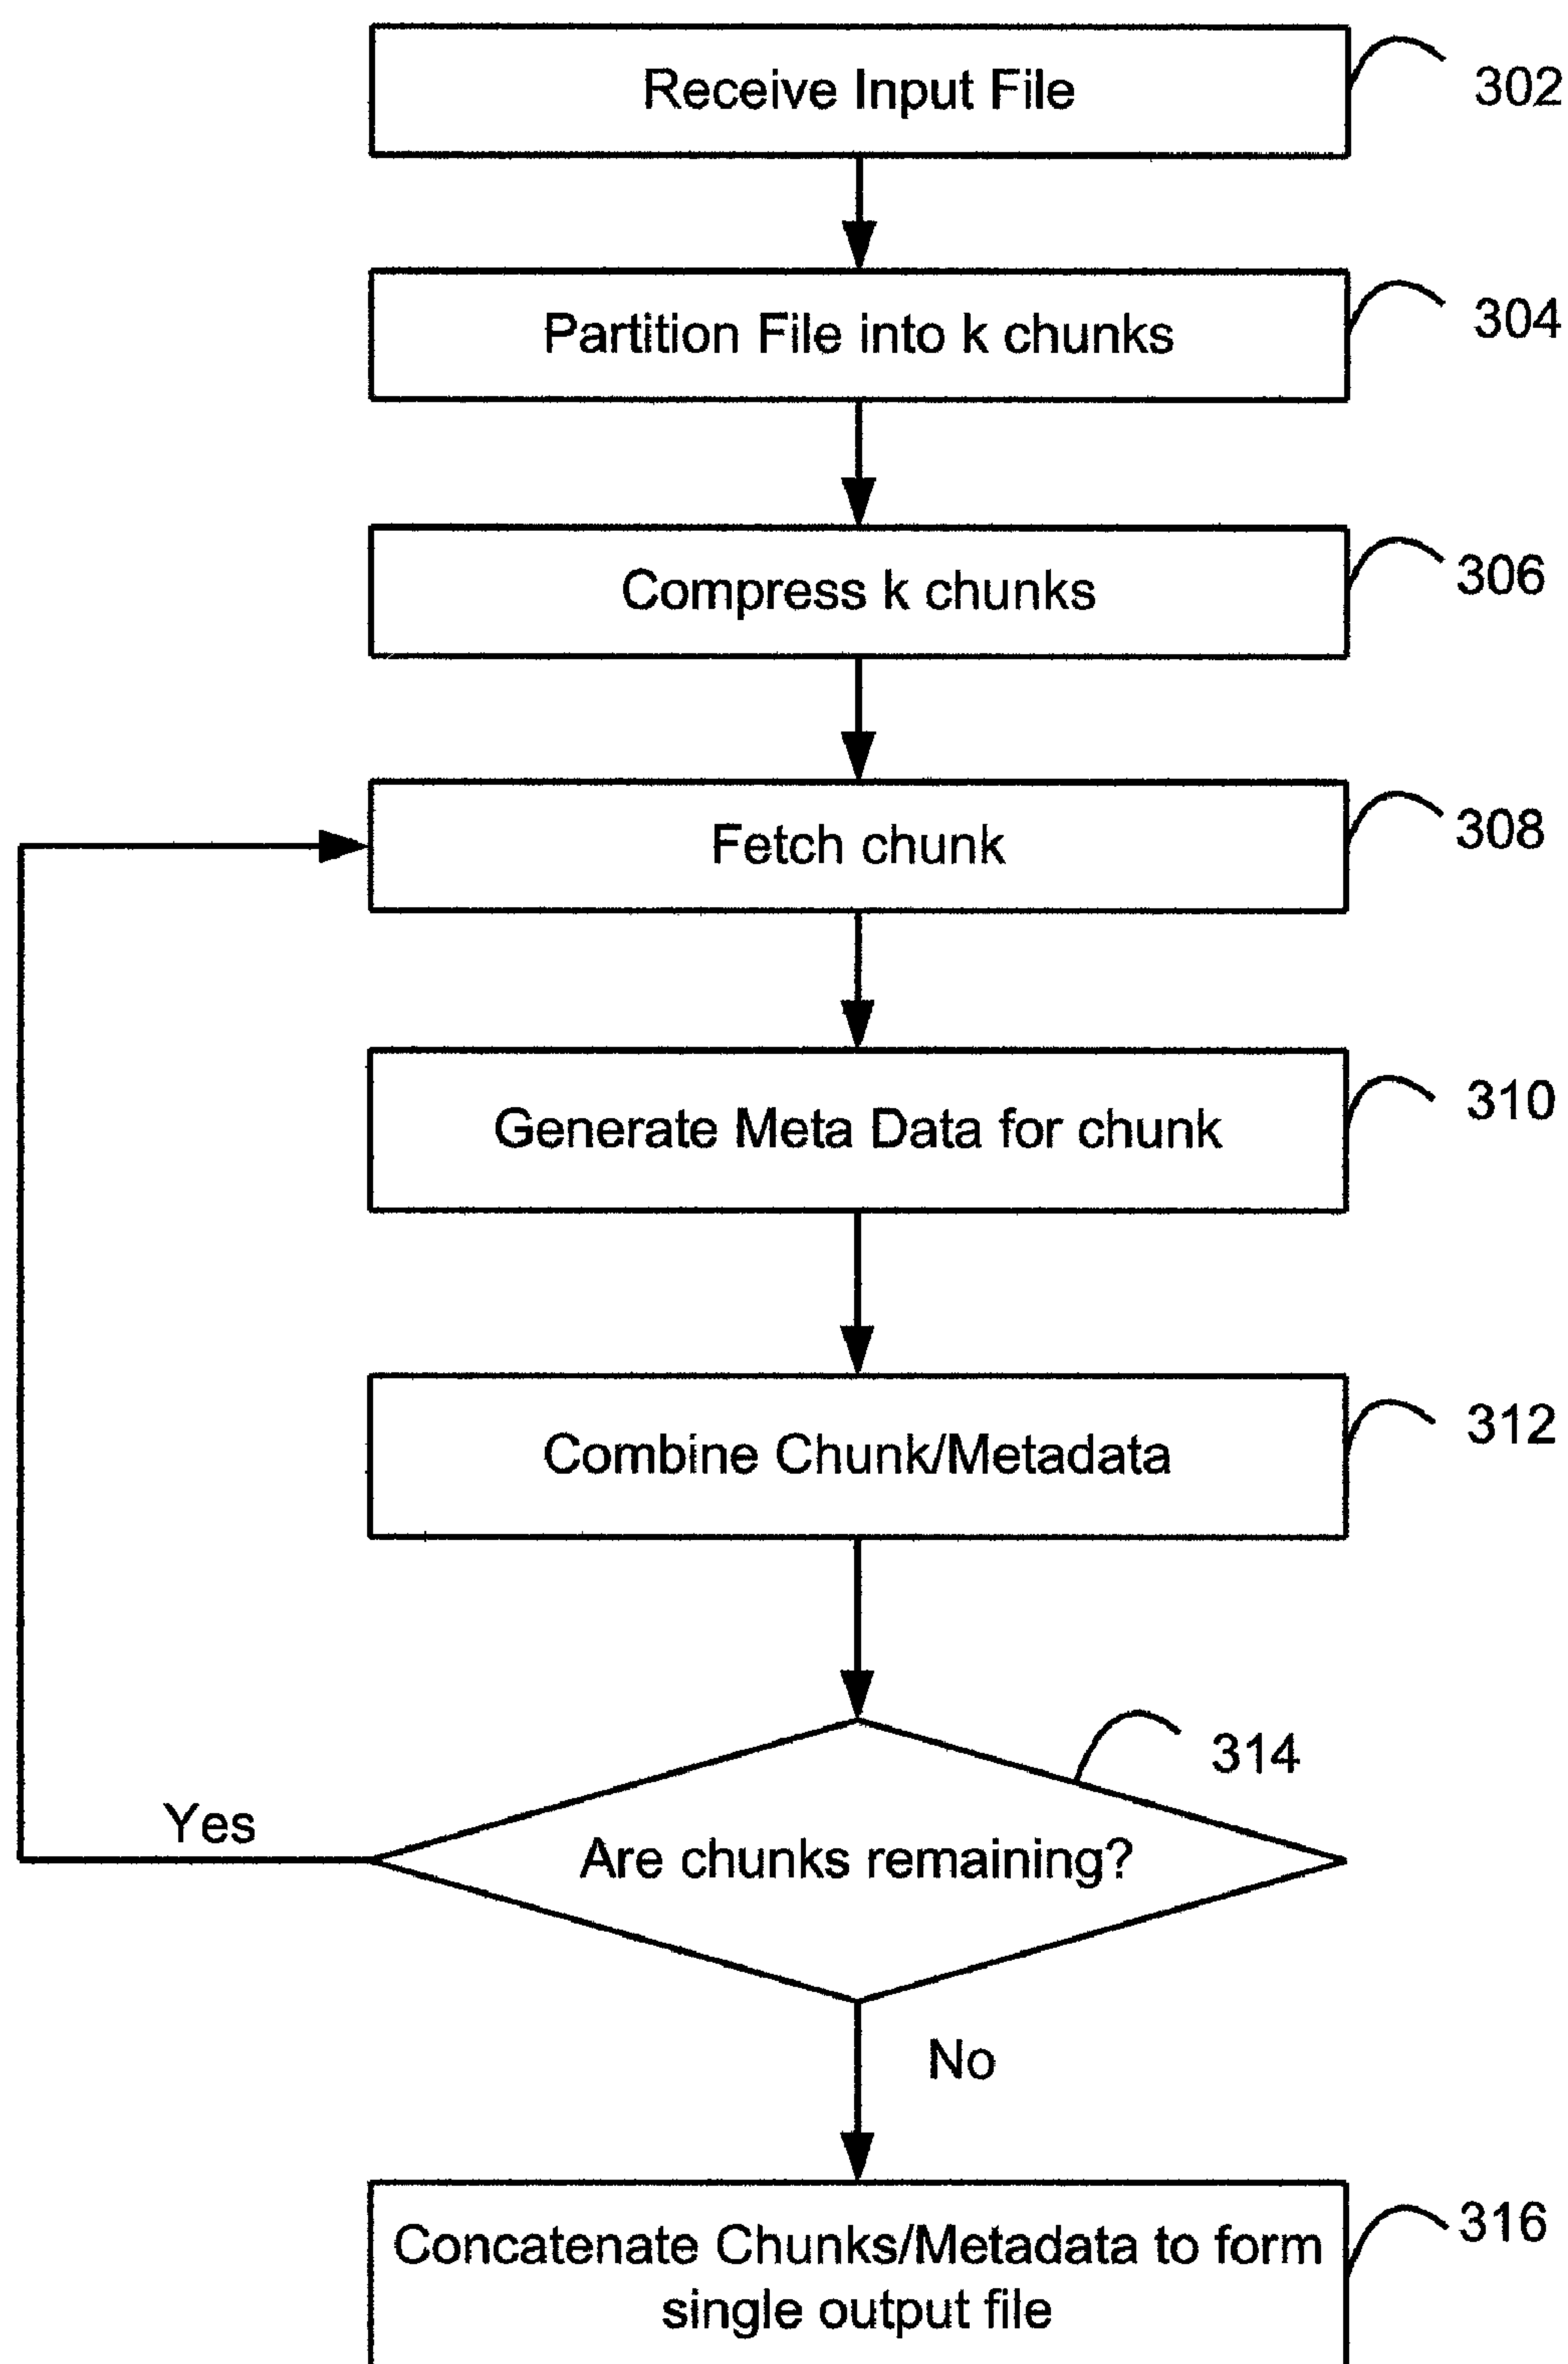 Receive Input File
302
Partition File into k chunks
304
Compress k chunks
306
Fetch chunk
308
Generate Meta Data for chunk
310
Combine Chunk/Metadata
312
314
Yes
Are chunks remaining?
No
Concatenate Chunks/Metadata to form
single output file
316